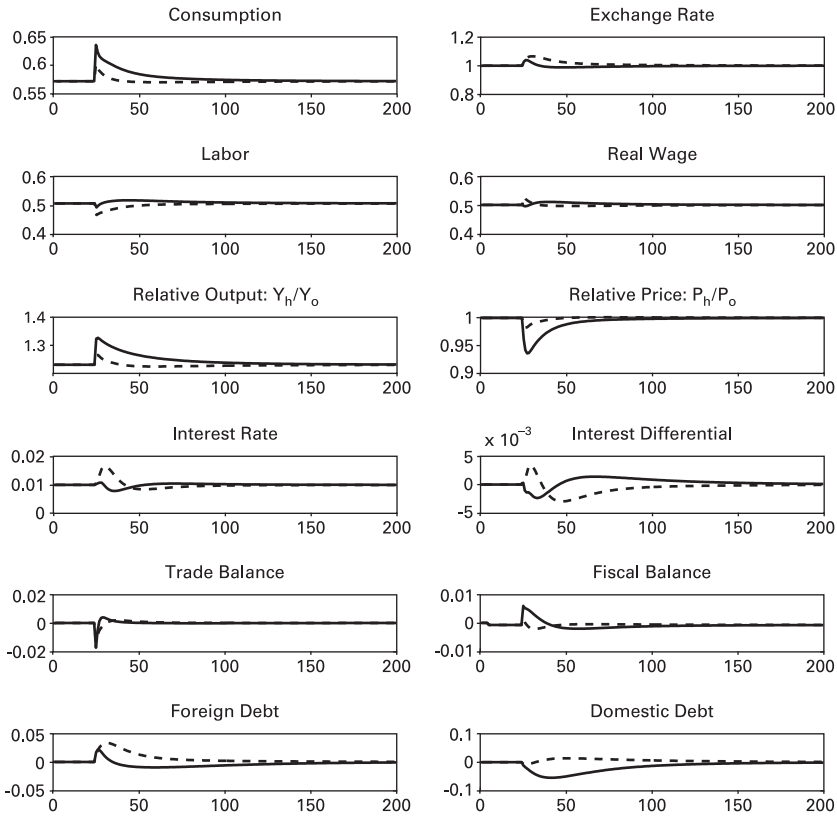 Consumption
0.65
0.6
0.55
0 50 100 150 200
Exchange Rate
1.2
1
0.8
0 50 100 150 200
Labor
0.6
0.5
0.4
0 50 100 150 200
Real Wage
0.6
0.5
0.4
0 50 100 150 200
Relative Output: Yh/Yo
1.4
1.3
0 50 100 150 200
Relative Price: Ph/Po
1
0.95
0.9
0 50 100 150 200
Interest Rate
0.02
0.01
0
0 50 100 150 200
Interest Differential
x 10⁻³
5
0
-5
0 50 100 150 200
Trade Balance
0.02
0
-0.02
0 50 100 150 200
Fiscal Balance
0.01
0
-0.01
0 50 100 150 200
Foreign Debt
0.05
0
-0.05
0 50 100 150 200
Domestic Debt
0.1
0
-0.1
0 50 100 150 200